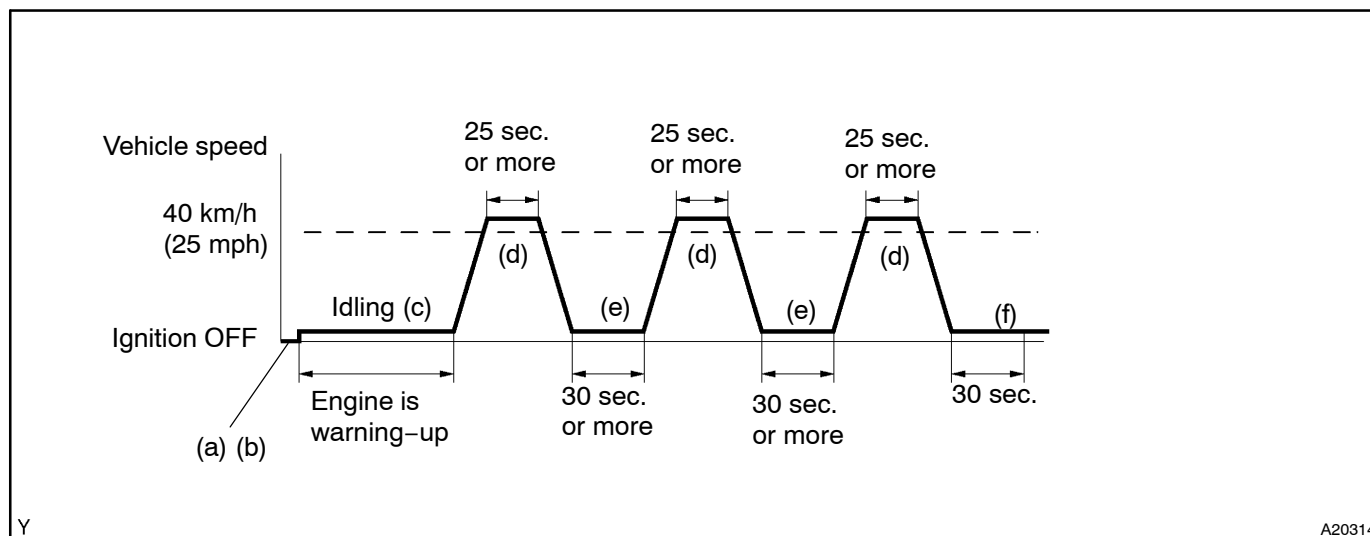 25 sec.
or more
25 sec.
or more
25 sec.
or more
Vehicle speed
40 km/h
(25 mph)
(d)
(d)
(d)
Idling (c)
(e)
(e)
(f)
Ignition OFF
Engine is
warning−up
30 sec.
or more
30 sec.
or more
30 sec.
(a) (b)
Y
A20314